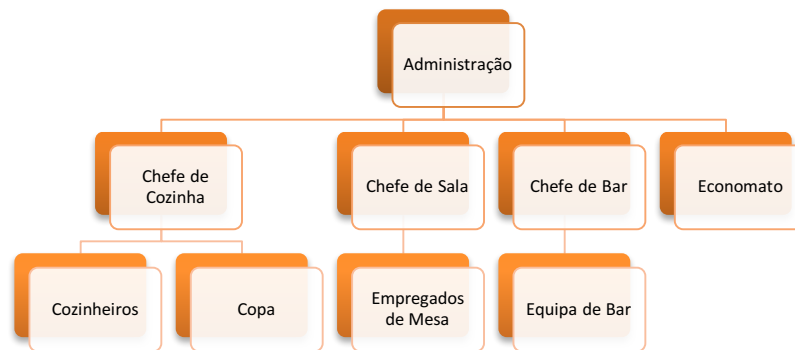 Administração
Chefe de
Cozinha
Chefe de Sala
Chefe de Bar
Economato
Cozinheiros
Copa
Empregados
de Mesa
Equipa de Bar